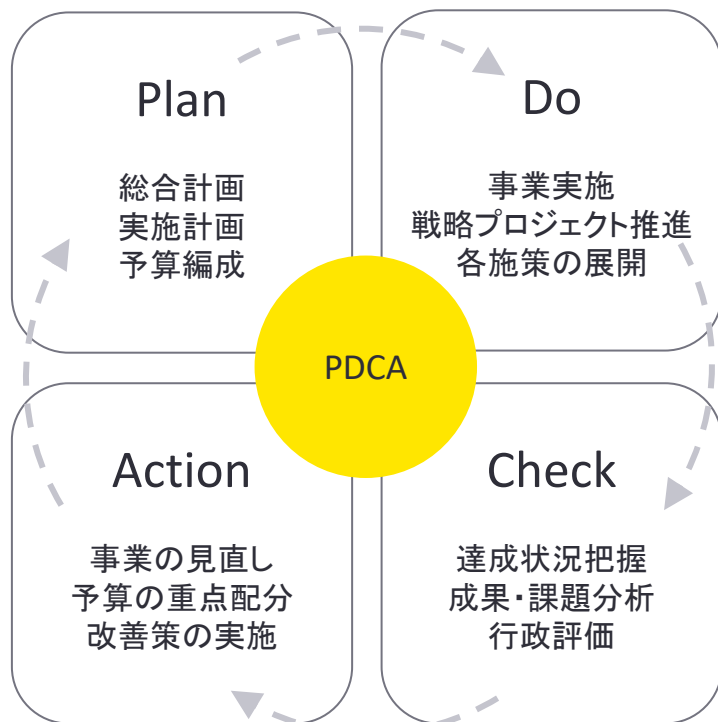 Plan
総合計画
実施計画
予算編成
Do
事業実施
戦略プロジェクト推進
各施策の展開
PDCA
Action
事業の見直し
予算の重点配分
改善策の実施
Check
達成状況把握
成果・課題分析
行政評価